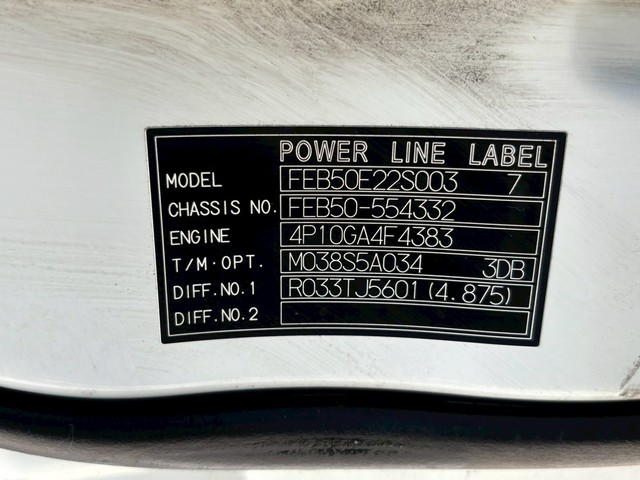 POWER LINE LABEL
MODEL FEB50E22S003 7
CHASSIS NO. FEB50-554332
ENGINE 4P10GA4F4383
T/M·OPT. M038S5A034 3DB
DIFF.NO.1 R033TJ5601(4.875)
DIFF.NO.2